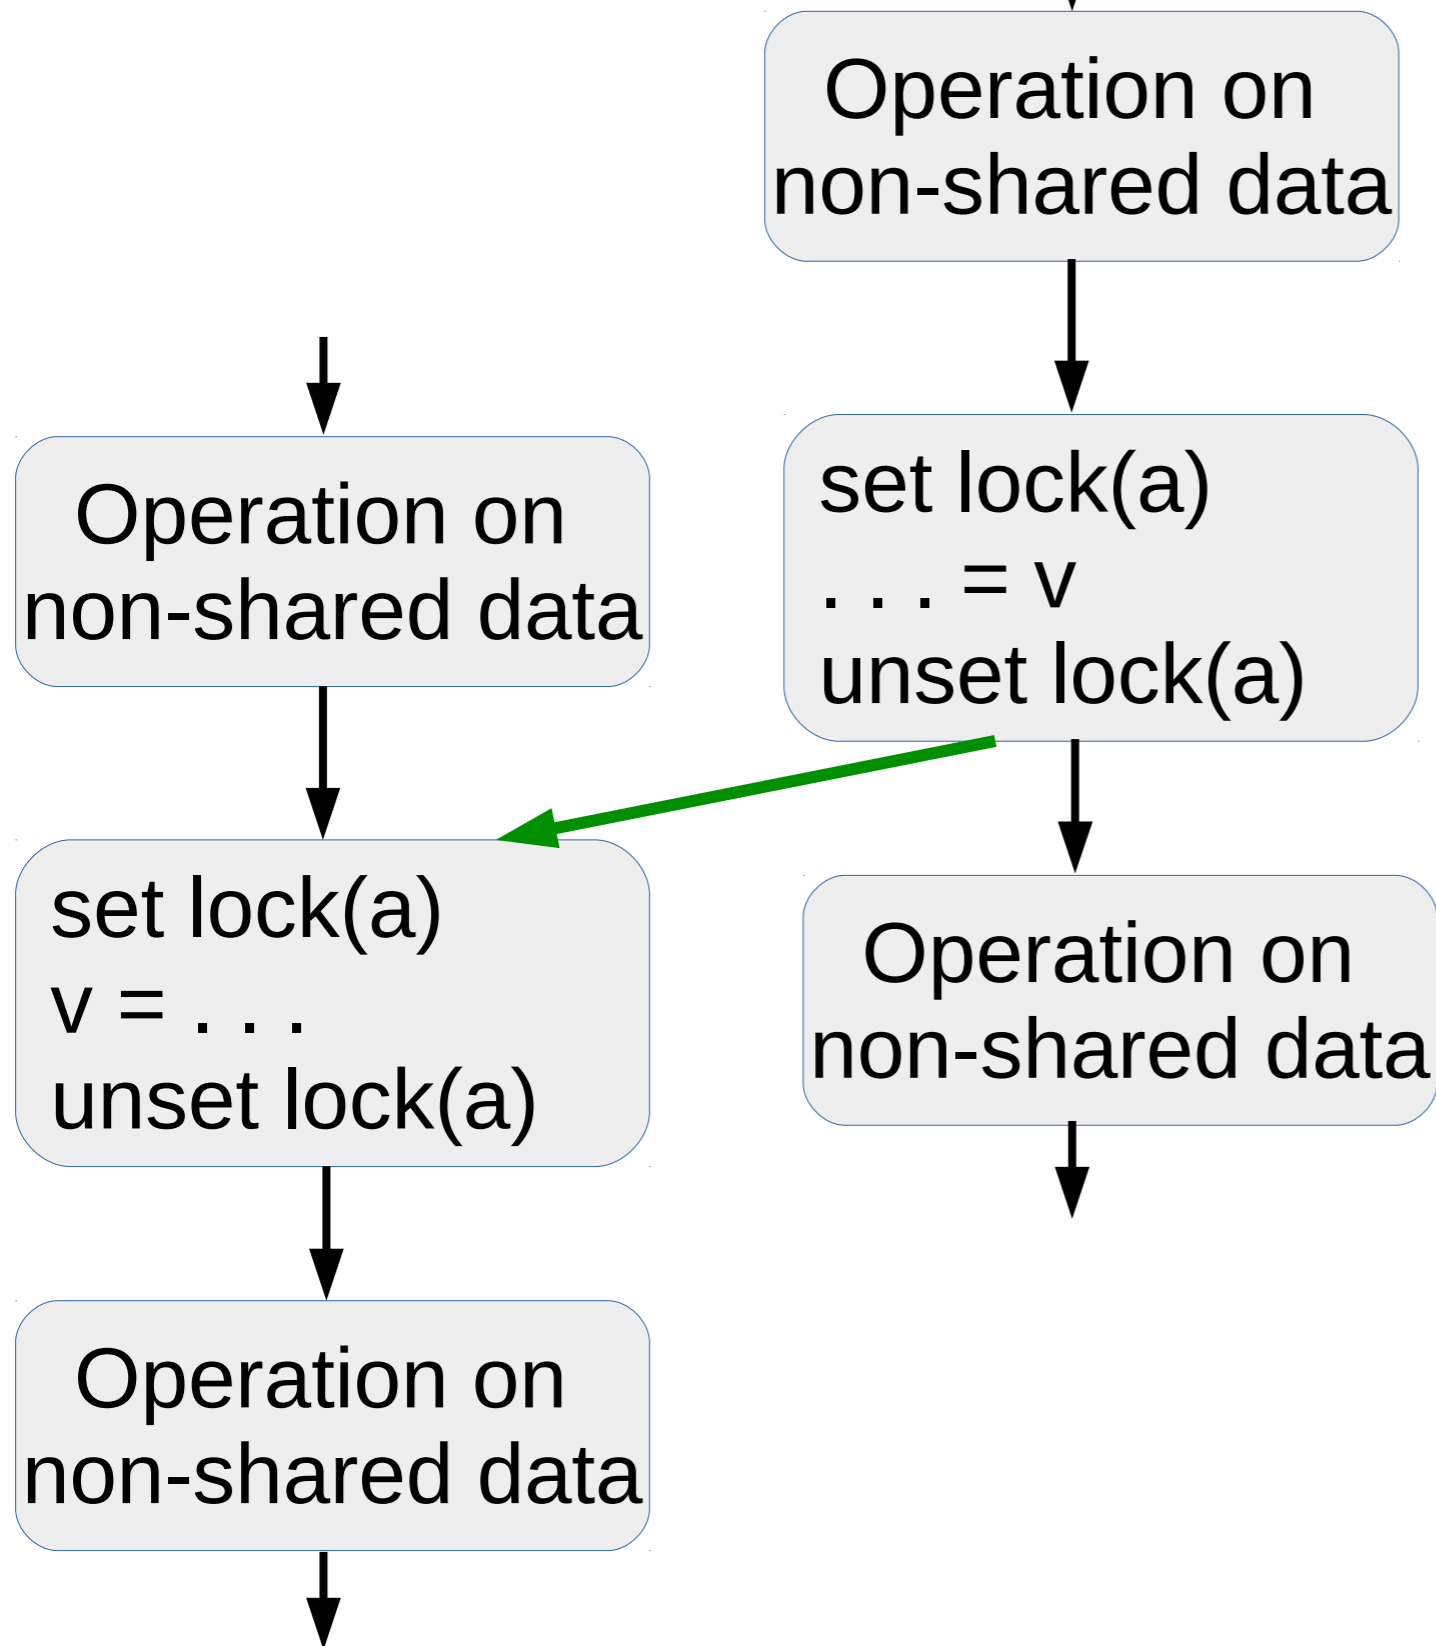 Operation on
non-shared data
set lock(a)
. . . = v
unset lock(a)
Operation on
non-shared data
Operation on
non-shared data
set lock(a)
v = . . .
unset lock(a)
Operation on
non-shared data